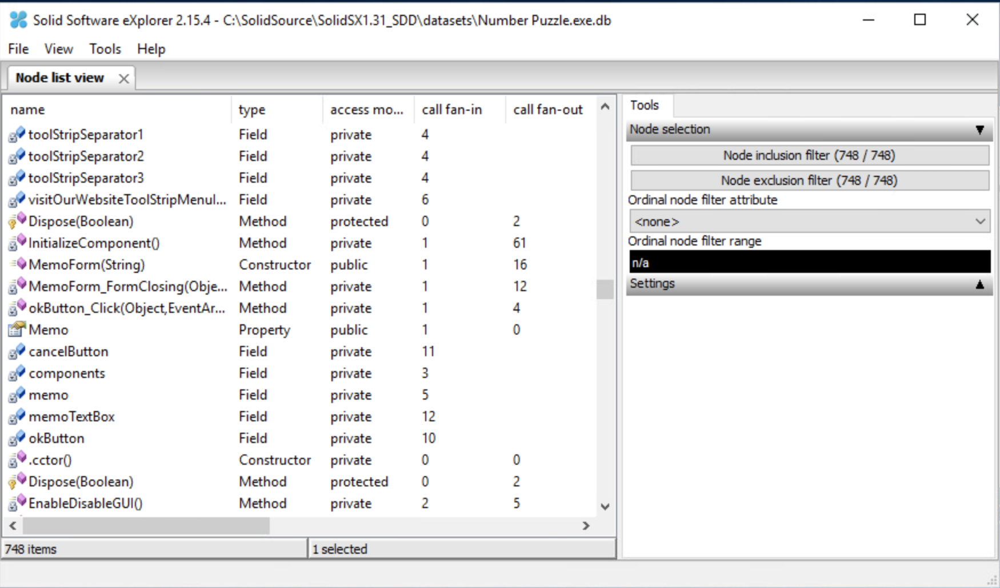 Solid Software eXplorer 2.15.4 - C:\SolidSource\SolidSX1.31_SDD\datasets\Number Puzzle.exe.db
File View Tools Help
Node list view
name type access mo... call fan-in call fan-out
toolStripSeparator1 Field private 4
toolStripSeparator2 Field private 4
toolStripSeparator3 Field private 4
visitOurWebsiteToolStripMenuI... Field private 6
Dispose(Boolean) Method protected 0 2
InitializeComponent() Method private 1 61
MemoForm(String) Constructor public 1 16
MemoForm_FormClosing(Obje... Method private 1 12
okButton_Click(Object,EventAr... Method private 1 4
Memo Property public 1 0
cancelButton Field private 11
components Field private 3
memo Field private 5
memoTextBox Field private 12
okButton Field private 10
.cctor() Constructor private 0 0
Dispose(Boolean) Method protected 0 2
EnableDisableGUI() Method private 2 5
748 items 1 selected
Tools
Node selection
Node inclusion filter (748 / 748)
Node exclusion filter (748 / 748)
Ordinal node filter attribute
<none>
Ordinal node filter range
n/a
Settings